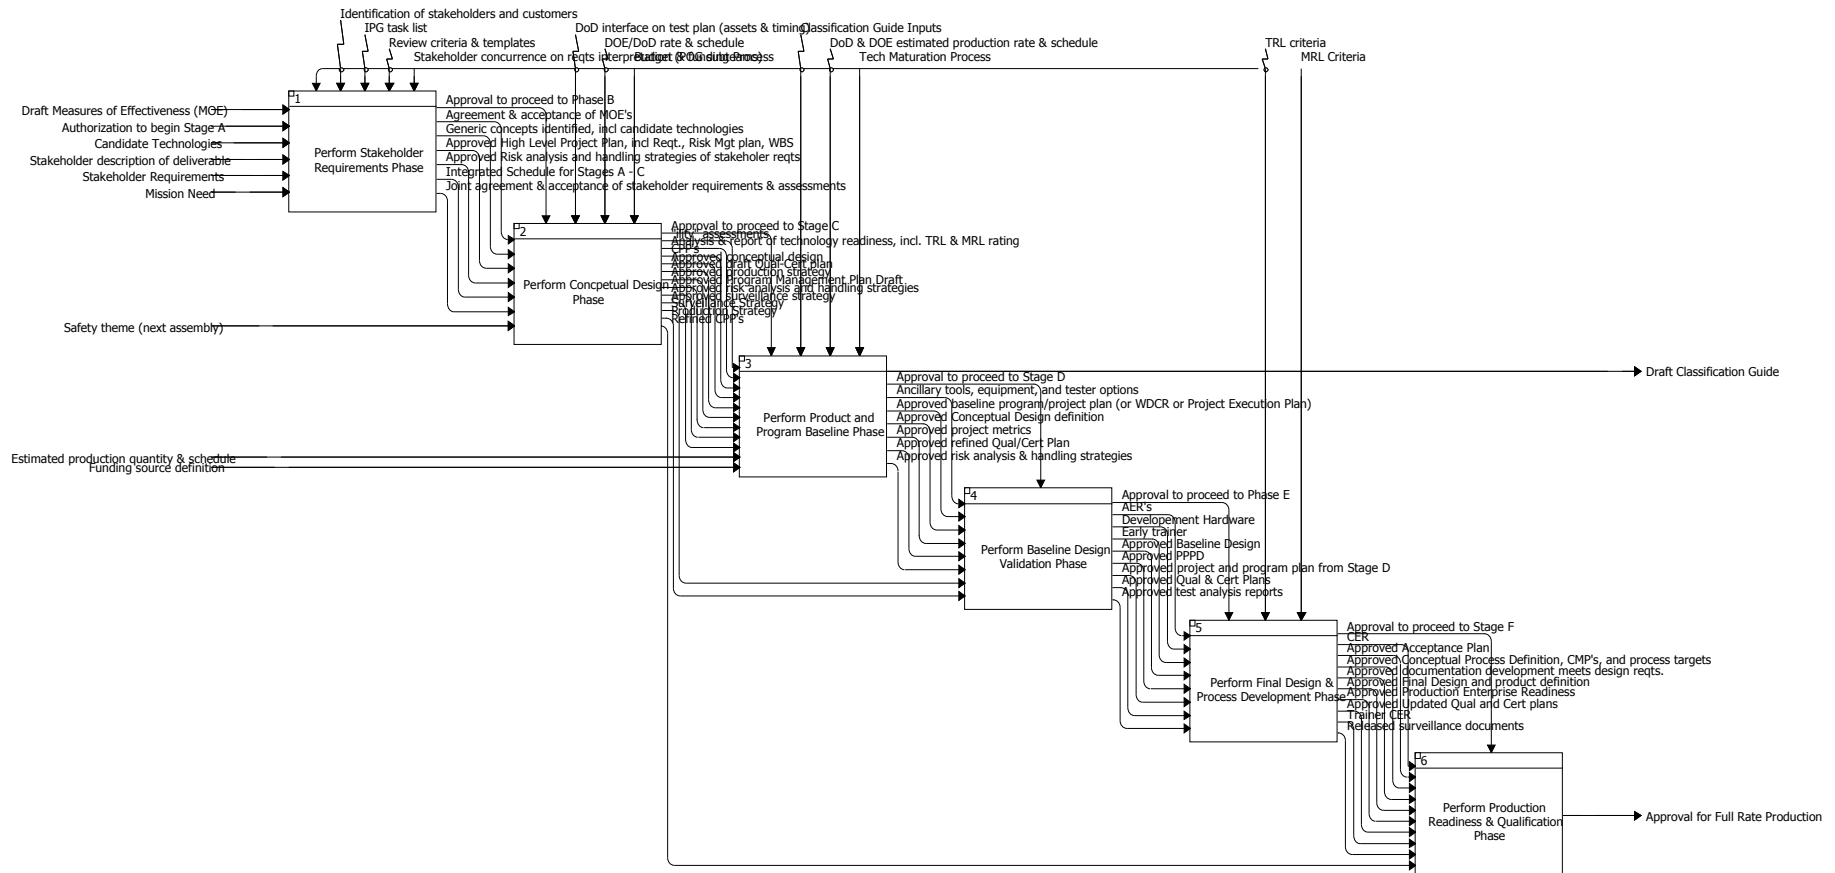 Identification of stakeholders and customers
IPG task list
Review criteria & templates
Stakeholder concurrence on reqts interpretation (POG subteams)
DoD interface on test plan (assets & timing)
DOE/DoD rate & schedule
Budget & funding Process
Classification Guide Inputs
DoD & DOE estimated production rate & schedule
Tech Maturation Process
TRL criteria
MRL Criteria
Draft Measures of Effectiveness (MOE)
Authorization to begin Stage A
Candidate Technologies
Stakeholder description of deliverable
Stakeholder Requirements
Mission Need
1
Perform Stakeholder
Requirements Phase
Approval to proceed to Phase B
Agreement & acceptance of MOE's
Generic concepts identified, incl candidate technologies
Approved High Level Project Plan, incl Reqt., Risk Mgt plan, WBS
Approved Risk analysis and handling strategies of stakeholer reqts
Integrated Schedule for Stages A - C
Joint agreement & acceptance of stakeholder requirements & assessments
2
Perform Concpetual Design
Phase
Safety theme (next assembly)
Approval to proceed to Stage C
"ility" assessments
Analysis & report of technology readiness, incl. TRL & MRL rating
CPP's
Approved conceptual design
Approved draft Qual-Cert plan
Approved production strategy
Approved Program Management Plan Draft
Approved risk analysis and handling strategies
Approved surveillance strategy
Surveillance Strategy
Production Strategy
Refined CPP's
3
Perform Product and
Program Baseline Phase
Estimated production quantity & schedule
Funding source definition
Draft Classification Guide
Approval to proceed to Stage D
Ancillary tools, equipment, and tester options
Approved baseline program/project plan (or WDCR or Project Execution Plan)
Approved Conceptual Design definition
Approved project metrics
Approved refined Qual/Cert Plan
Approved risk analysis & handling strategies
4
Perform Baseline Design
Validation Phase
Approval to proceed to Phase E
AER's
Developement Hardware
Early trainer
Approved Baseline Design
Approved PPPD
Approved project and program plan from Stage D
Approved Qual & Cert Plans
Approved test analysis reports
5
Perform Final Design &
Process Development Phase
Approval to proceed to Stage F
CER
Approved Acceptance Plan
Approved Conceptual Process Definition, CMP's, and process targets
Approved documentation development meets design reqts.
Approved Final Design and product definition
Approved Production Enterprise Readiness
Approved Updated Qual and Cert plans
Trainer CER
Released surveillance documents
6
Perform Production
Readiness & Qualification
Phase
Approval for Full Rate Production